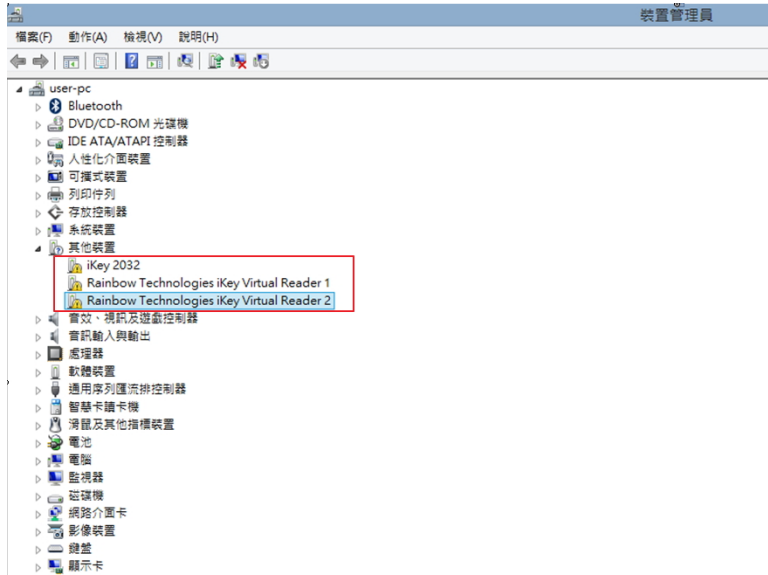 裝置管理員
檔案(F) 動作(A) 檢視(V) 說明(H)
user-pc
Bluetooth
DVD/CD-ROM 光碟機
IDE ATA/ATAPI 控制器
人性化介面裝置
可攜式裝置
列印佇列
存放控制器
系統裝置
其他裝置
iKey 2032
Rainbow Technologies iKey Virtual Reader 1
Rainbow Technologies iKey Virtual Reader 2
音效、視訊及遊戲控制器
音訊輸入與輸出
處理器
軟體裝置
通用序列匯流排控制器
智慧卡讀卡機
滑鼠及其他指標裝置
電池
電腦
監視器
磁碟機
網路介面卡
影像裝置
鍵盤
顯示卡